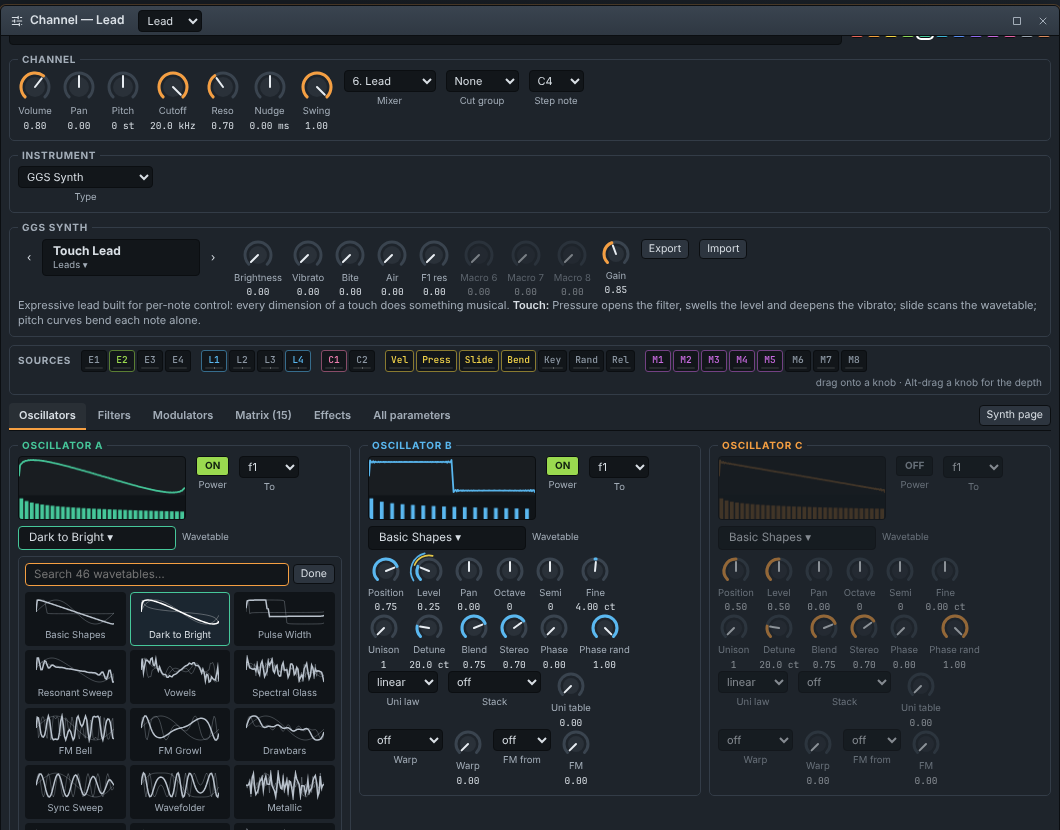 Channel — Lead Lead
CHANNEL
6. Lead None C4
Volume Pan Pitch Cutoff Reso Nudge Swing Mixer Cut group Step note
0.80 0.00 0 st 20.0 kHz 0.70 0.00 ms 1.00
INSTRUMENT
GGS Synth
Type
GGS SYNTH
‹ Touch Lead › Export Import
Leads ▾
Brightness Vibrato Bite Air F1 res Macro 6 Macro 7 Macro 8 Gain
0.00 0.00 0.00 0.00 0.00 0.00 0.00 0.00 0.85
Expressive lead built for per-note control: every dimension of a touch does something musical. Touch: Pressure opens the filter, swells the level and deepens the vibrato; slide scans the wavetable;
pitch curves bend each note alone.
SOURCES E1 E2 E3 E4 L1 L2 L3 L4 C1 C2 Vel Press Slide Bend Key Rand Rel M1 M2 M3 M4 M5 M6 M7 M8
drag onto a knob · Alt-drag a knob for the depth
Oscillators Filters Modulators Matrix (15) Effects All parameters Synth page
OSCILLATOR A
ON f1
Power To
Dark to Bright ▾ Wavetable
Search 46 wavetables... Done
Basic Shapes Dark to Bright Pulse Width
Resonant Sweep Vowels Spectral Glass
FM Bell FM Growl Drawbars
Sync Sweep Wavefolder Metallic
OSCILLATOR B
ON f1
Power To
Basic Shapes ▾ Wavetable
Position Level Pan Octave Semi Fine
0.75 0.25 0.00 0 0 4.00 ct
Unison Detune Blend Stereo Phase Phase rand
1 20.0 ct 0.75 0.70 0.00 1.00
linear off
Uni law Stack Uni table
0.00
off off
Warp Warp FM from FM
0.00 0.00
OSCILLATOR C
OFF f1
Power To
Basic Shapes ▾ Wavetable
Position Level Pan Octave Semi Fine
0.50 0.50 0.00 0 0 0.00 ct
Unison Detune Blend Stereo Phase Phase rand
1 20.0 ct 0.75 0.70 0.00 1.00
linear off
Uni law Stack Uni table
0.00
off off
Warp Warp FM from FM
0.00 0.00